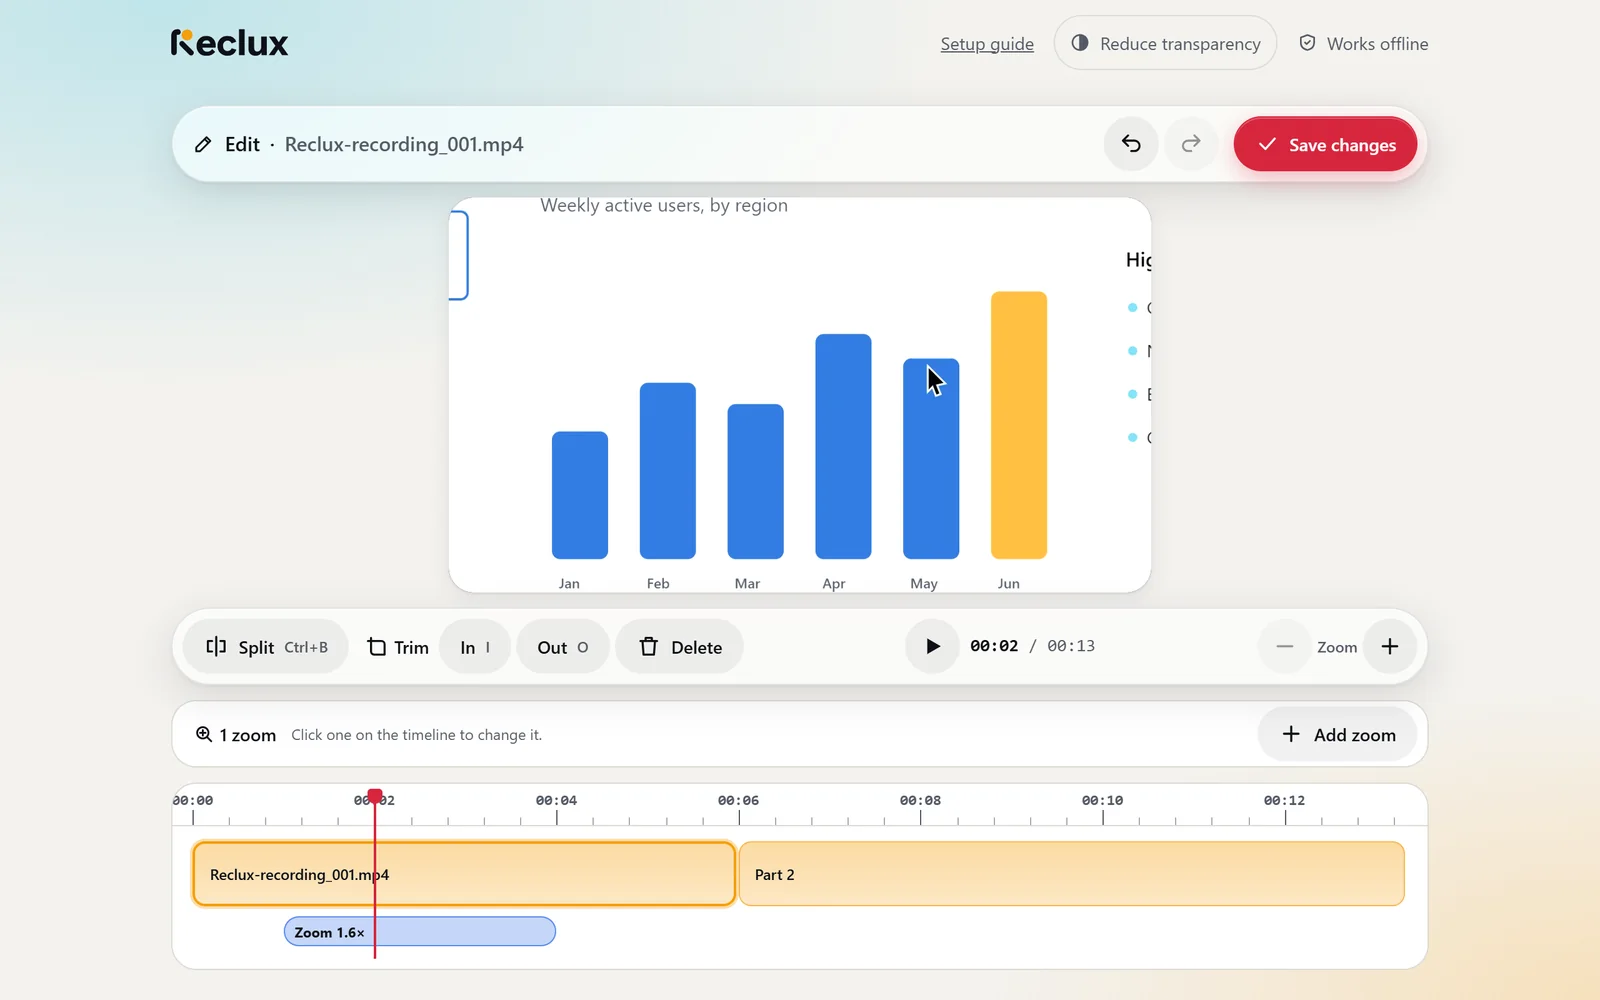 Reclux
Setup guide
Reduce transparency
Works offline
Edit · Reclux-recording_001.mp4
Save changes
Weekly active users, by region
Jan Feb Mar Apr May Jun
Split Ctrl+B
Trim
In I
Out O
Delete
00:02 / 00:13
Zoom
1 zoom Click one on the timeline to change it.
Add zoom
00:00 00:02 00:04 00:06 00:08 00:10 00:12
Reclux-recording_001.mp4
Part 2
Zoom 1.6×